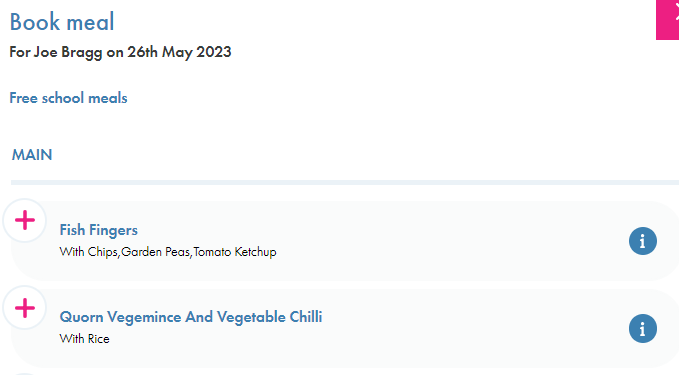 Book meal
For Joe Bragg on 26th May 2023
Free school meals
MAIN
Fish Fingers
With Chips,Garden Peas,Tomato Ketchup
Quorn Vegemince And Vegetable Chilli
With Rice